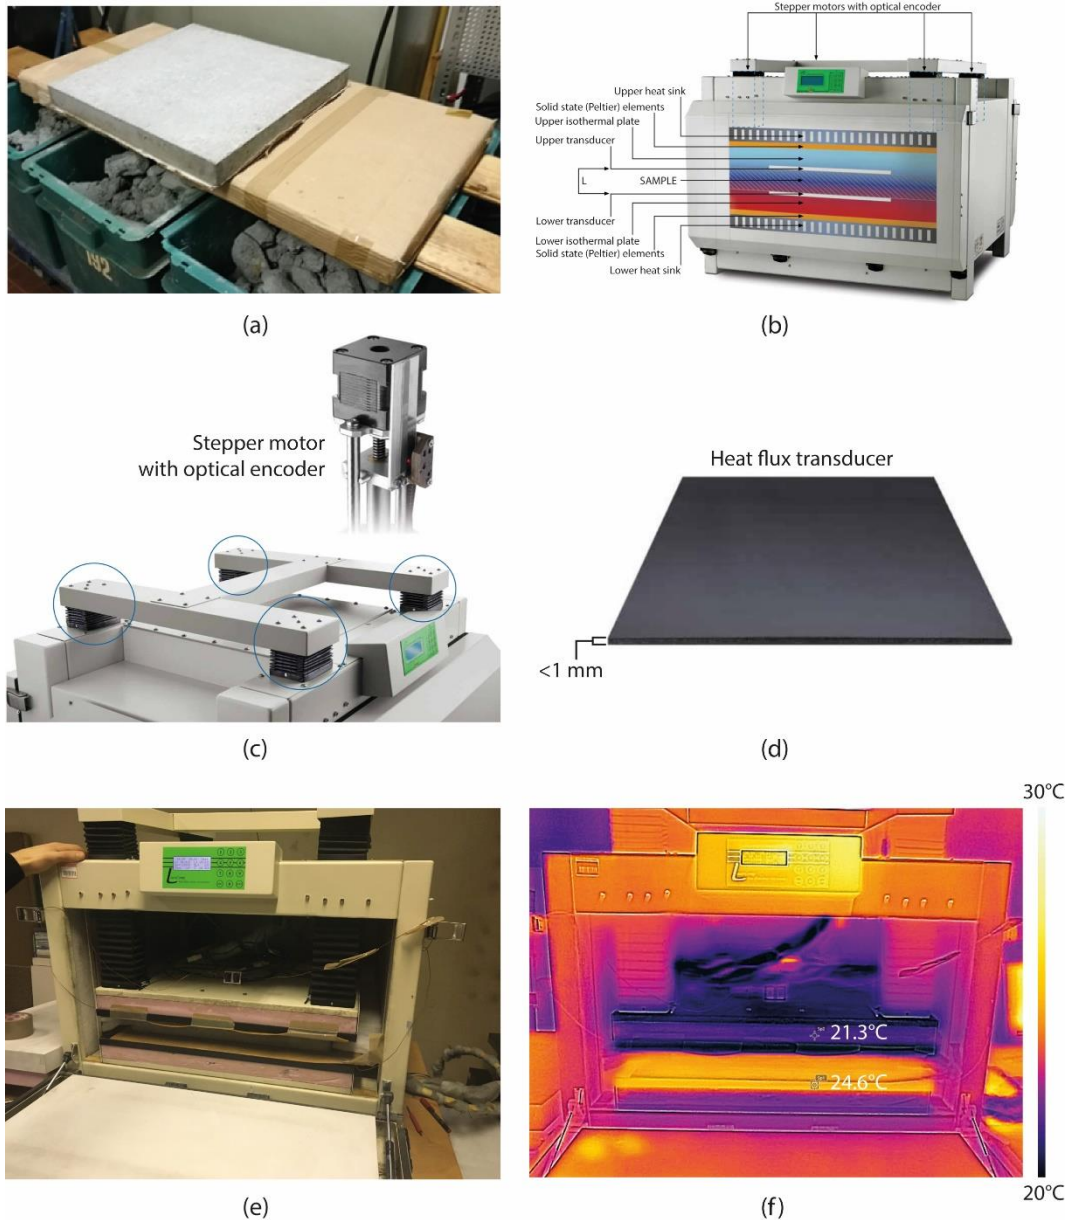 Stepper motors with optical encoder
Upper heat sink
Solid state (Peltier) elements
Upper isothermal plate
Upper transducer
L
SAMPLE
Lower transducer
Lower isothermal plate
Solid state (Peltier) elements
Lower heat sink
142
(a)
(b)
Stepper motor
with optical encoder
Heat flux transducer
<1 mm
(c)
(d)
30°C
21.3°C
24.6°C
20°C
(e)
(f)